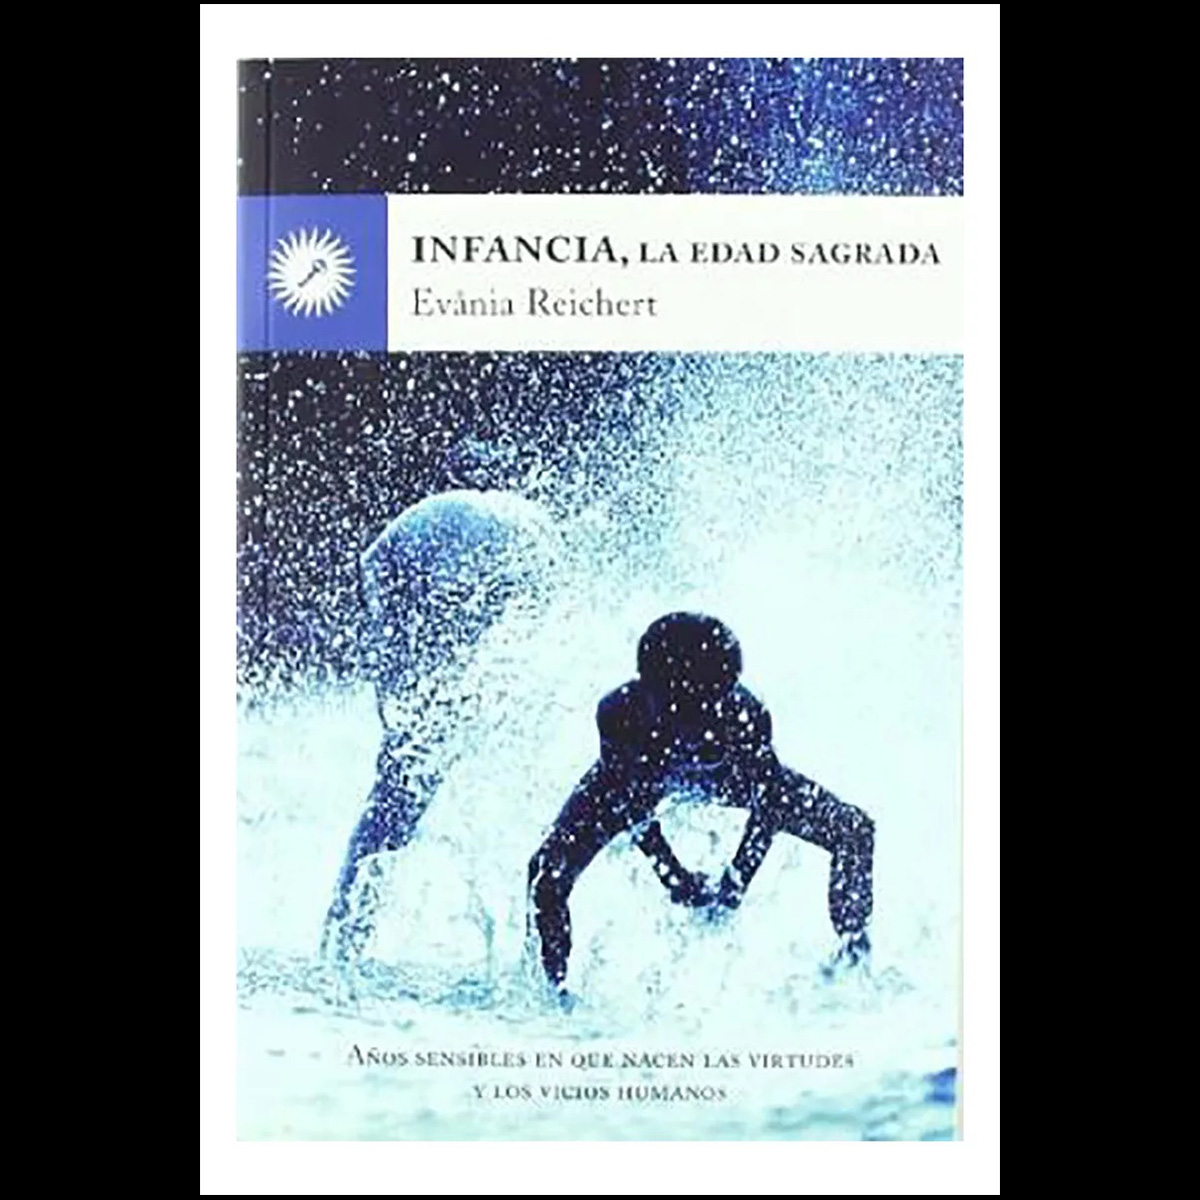 INFANCIA, LA EDAD SAGRADA
Evânia Reichert
AÑOS SENSIBLES EN QUE NACEN LAS VIRTUDES
Y LOS VICIOS HUMANOS